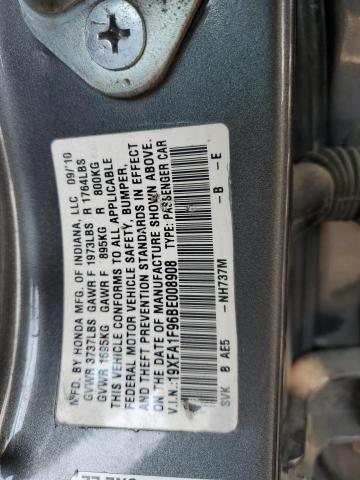 MFD. BY HONDA MFG. OF INDIANA, LLC 09/10
GVWR 3737LBS GAWR F 1973LBS R 1764LBS
GVWR 1695KG GAWR F 895KG R 800KG
THIS VEHICLE CONFORMS TO ALL APPLICABLE
FEDERAL MOTOR VEHICLE SAFETY, BUMPER,
AND THEFT PREVENTION STANDARDS IN EFFECT
ON THE DATE OF MANUFACTURE SHOWN ABOVE.
V.I.N.: 19XFA1F96BE008908 TYPE: PASSENGER CAR
SVK B AE5 -NH737M -B -E